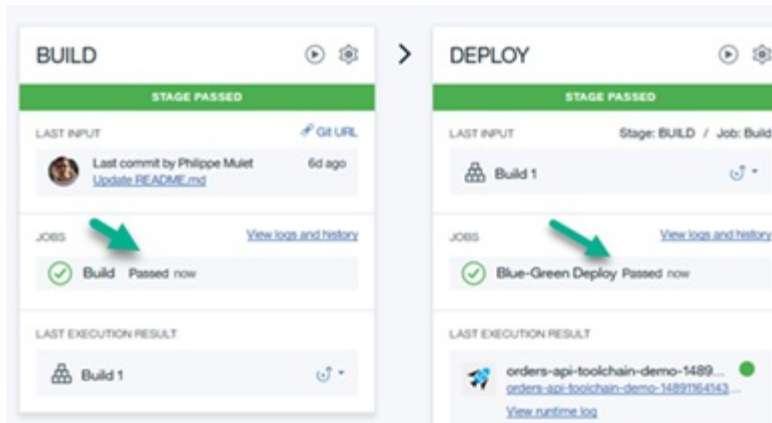 BUILD
STAGE PASSED
LAST INPUT
Git URL
Last commit by Philippe Mulet
6d ago
Update README.md
JOBS
View logs and history
Build Passed now
LAST EXECUTION RESULT
Build 1
DEPLOY
STAGE PASSED
LAST INPUT
Stage: BUILD / Job: Build
Build 1
JOBS
View logs and history
Blue-Green Deploy Passed now
LAST EXECUTION RESULT
orders-api-toolchain-demo-1489...
orders-api-toolchain-demo-14891164143...
View runtime log